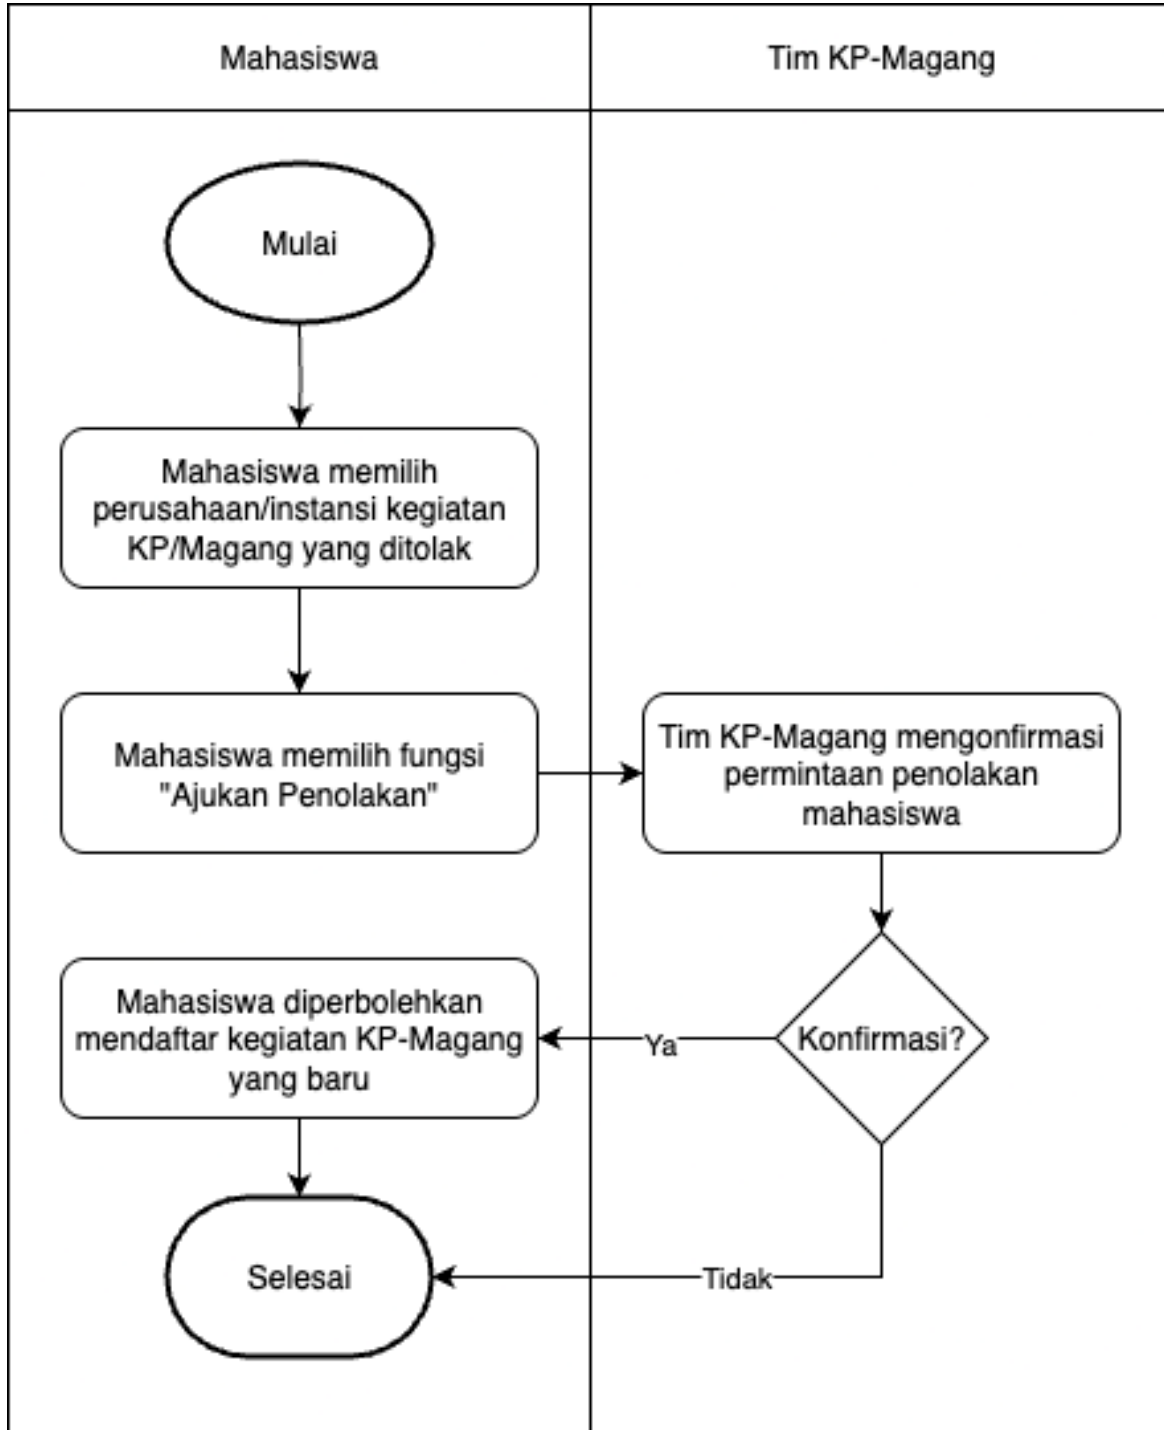 Mahasiswa
Tim KP-Magang
Mulai
Mahasiswa memilih
perusahaan/instansi kegiatan
KP/Magang yang ditolak
Mahasiswa memilih fungsi
"Ajukan Penolakan"
Tim KP-Magang mengonfirmasi
permintaan penolakan
mahasiswa
Konfirmasi?
Ya
Mahasiswa diperbolehkan
mendaftar kegiatan KP-Magang
yang baru
Tidak
Selesai